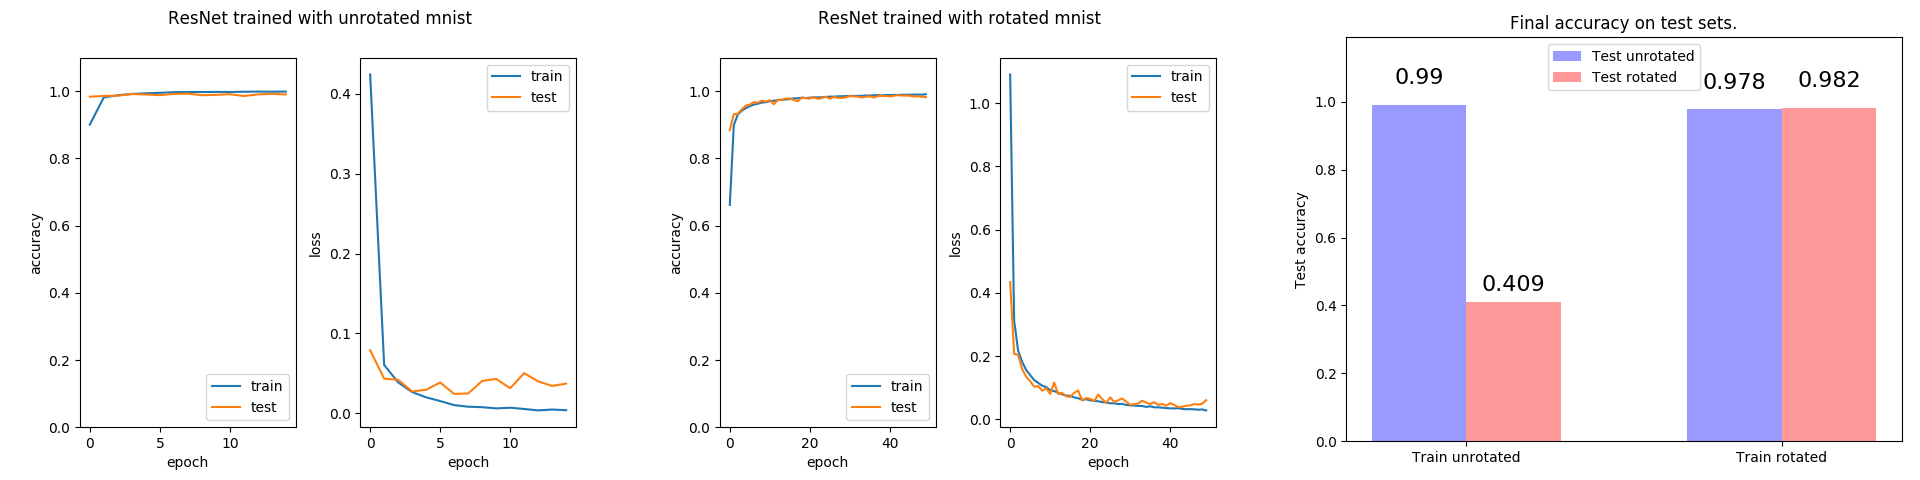 ResNet trained with unrotated mnist
1.0
0.8
0.6
0.4
0.2
0.0
accuracy
0 5 10
epoch
train
test
0.4
0.3
0.2
0.1
0.0
loss
0 5 10
epoch
train
test
ResNet trained with rotated mnist
1.0
0.8
0.6
0.4
0.2
0.0
accuracy
0 20 40
epoch
train
test
1.0
0.8
0.6
0.4
0.2
0.0
loss
0 20 40
epoch
train
test
Final accuracy on test sets.
Test unrotated
Test rotated
0.99
0.409
0.978
0.982
1.0
0.8
0.6
0.4
0.2
0.0
Test accuracy
Train unrotated
Train rotated